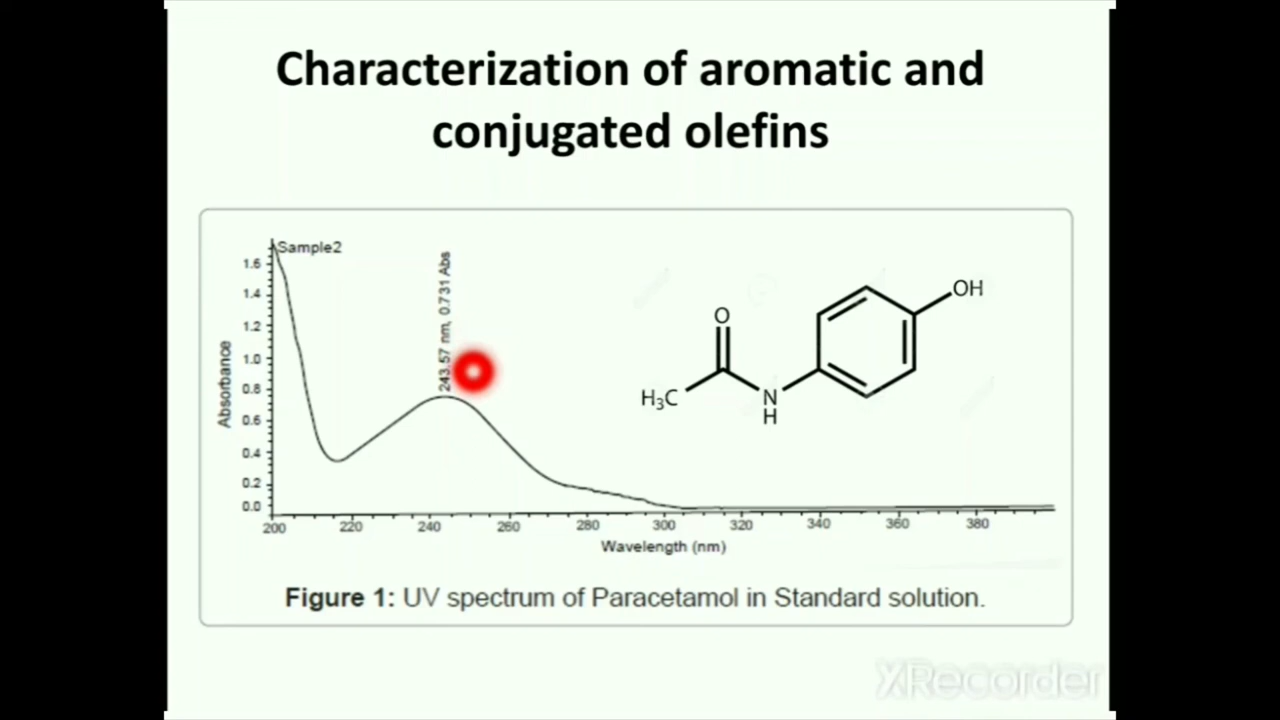 Characterization of aromatic and
conjugated olefins
Sample2
243.57 nm, 0.731 Abs
Absorbance
1.6
1.4
1.2
1.0
0.8
0.6
0.4
0.2
0.0
200 220 240 260 280 300 320 340 360 380
Wavelength (nm)
O
OH
H₃C
N
H
Figure 1: UV spectrum of Paracetamol in Standard solution.
XRecorder